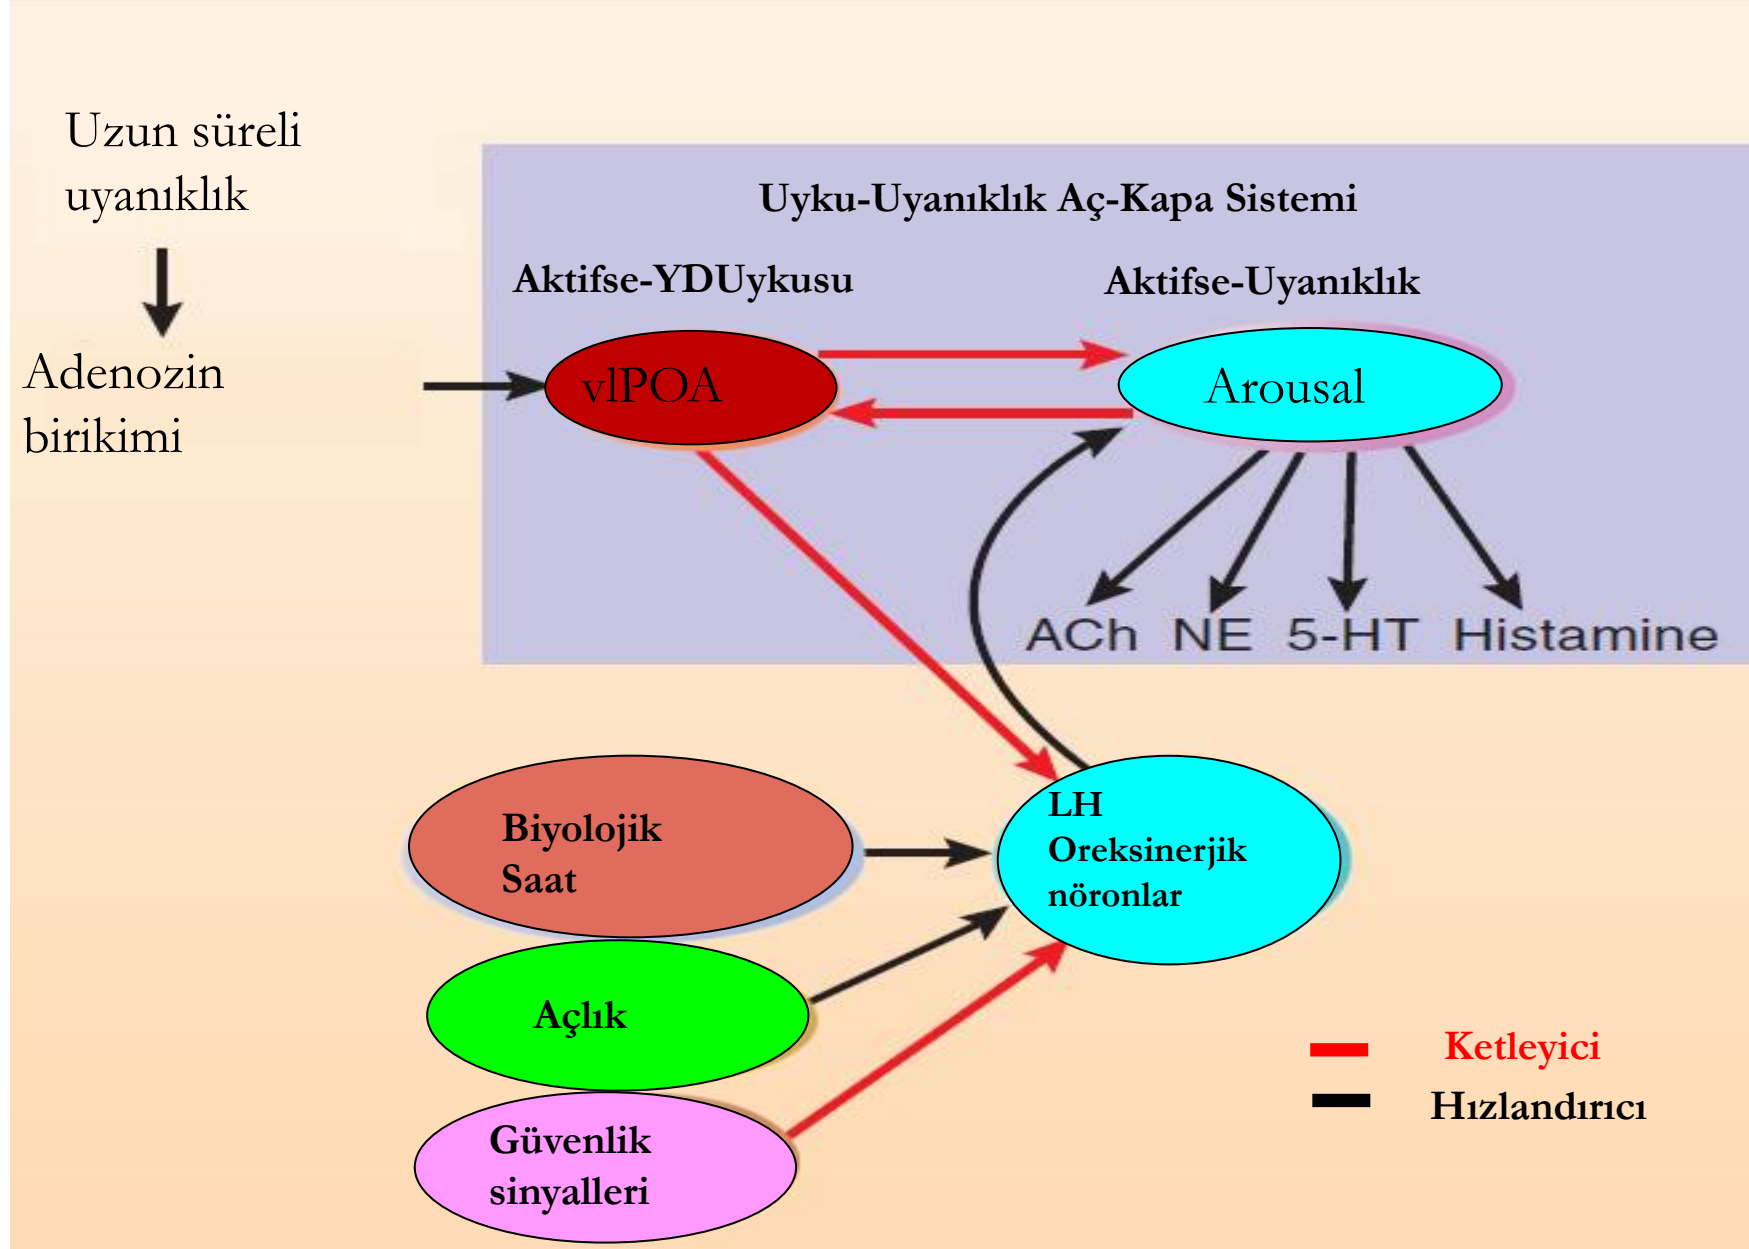 Uzun süreli
uyanıklık
Uyku-Uyanıklık Aç-Kapa Sistemi
Aktifse-YDUykusu
Aktifse-Uyanıklık
Adenozin
birikimi
vlPOA
Arousal
ACh NE 5-HT Histamine
LH
Oreksinerjik
nöronlar
Biyolojik
Saat
Açlık
Güvenlik
sinyalleri
Ketleyici
Hızlandırıcı